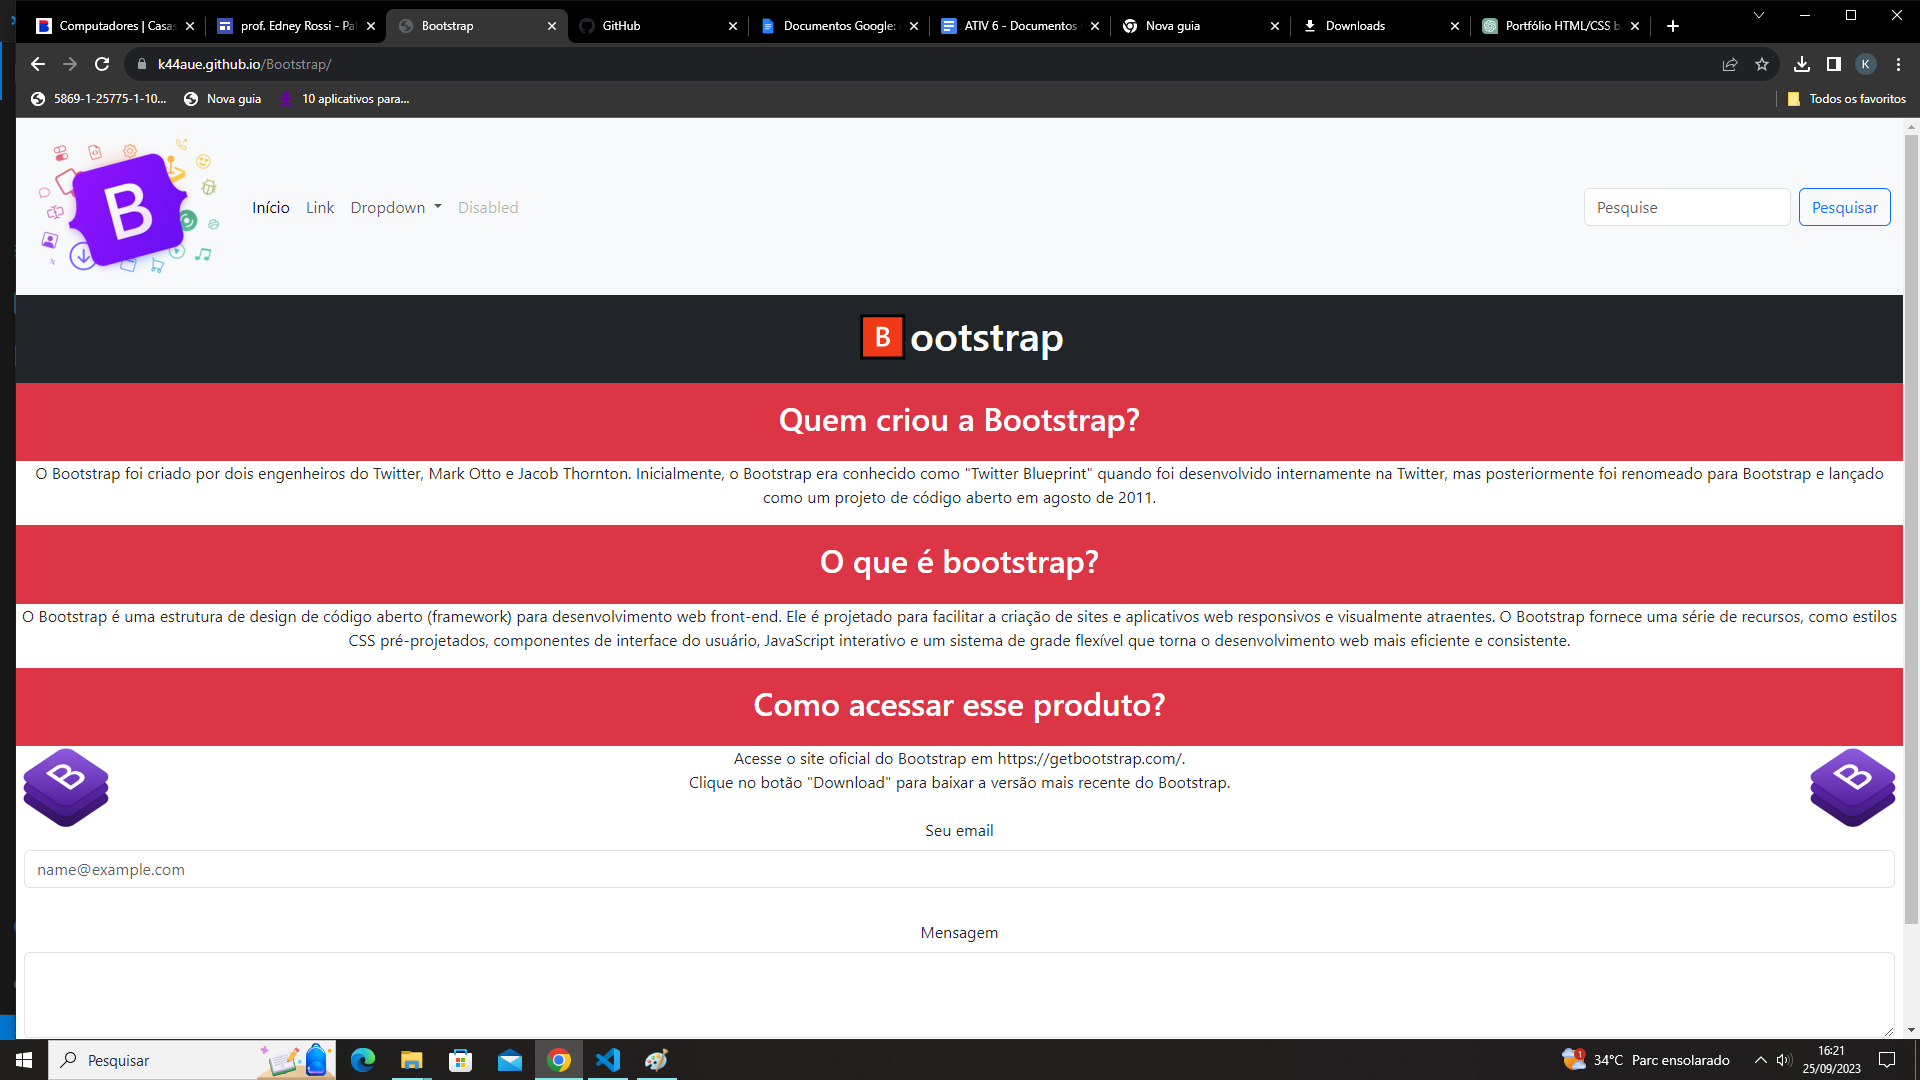 Computadores | Casas
prof. Edney Rossi - Pa
Bootstrap
GitHub
Documentos Google:
ATIV 6 - Documentos
Nova guia
Downloads
Portfólio HTML/CSS b
k44aue.github.io/Bootstrap/
K
5869-1-25775-1-10...
Nova guia
10 aplicativos para...
Todos os favoritos
B
Início
Link
Dropdown
Disabled
Pesquise
Pesquisar
B ootstrap
Quem criou a Bootstrap?
O Bootstrap foi criado por dois engenheiros do Twitter, Mark Otto e Jacob Thornton. Inicialmente, o Bootstrap era conhecido como "Twitter Blueprint" quando foi desenvolvido internamente na Twitter, mas posteriormente foi renomeado para Bootstrap e lançado
como um projeto de código aberto em agosto de 2011.
O que é bootstrap?
O Bootstrap é uma estrutura de design de código aberto (framework) para desenvolvimento web front-end. Ele é projetado para facilitar a criação de sites e aplicativos web responsivos e visualmente atraentes. O Bootstrap fornece uma série de recursos, como estilos
CSS pré-projetados, componentes de interface do usuário, JavaScript interativo e um sistema de grade flexível que torna o desenvolvimento web mais eficiente e consistente.
Como acessar esse produto?
B
B
Acesse o site oficial do Bootstrap em https://getbootstrap.com/.
Clique no botão "Download" para baixar a versão mais recente do Bootstrap.
Seu email
name@example.com
Mensagem
Pesquisar
1
34°C Parc ensolarado
16:21
25/09/2023